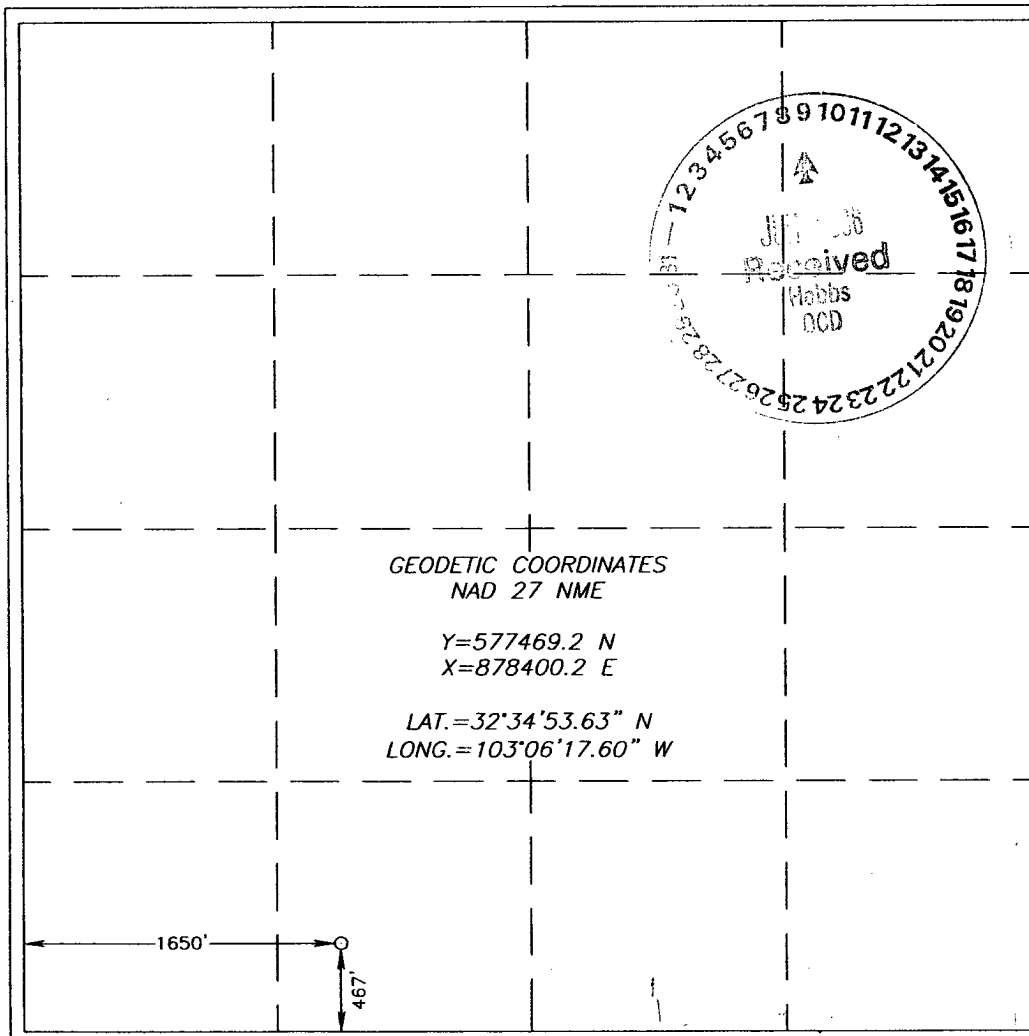 1 2 3 4 5 6 7 8 9 10 11 12 13 14 15 16 17 18 19 20 21 22 23 24 25 26 27 28 29 31
Received
Hobbs
OCD
GEODETIC COORDINATES
NAD 27 NME
Y=577469.2 N
X=878400.2 E
LAT.=32°34'53.63" N
LONG.=103°06'17.60" W
1650'
467'